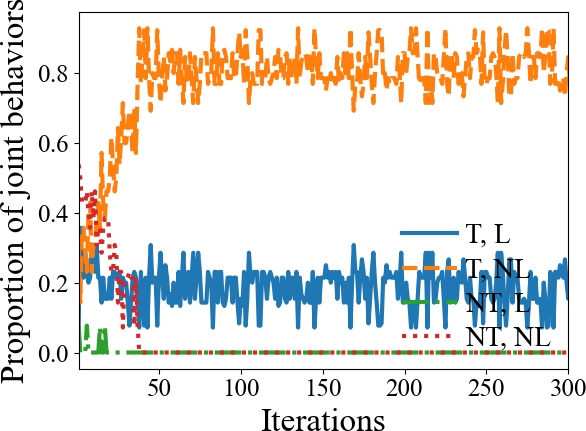 Proportion of joint behaviors
0.8
0.6
0.4
0.2
0.0
T, L
T, NL
NT, L
NT, NL
50
100
150
200
250
300
Iterations